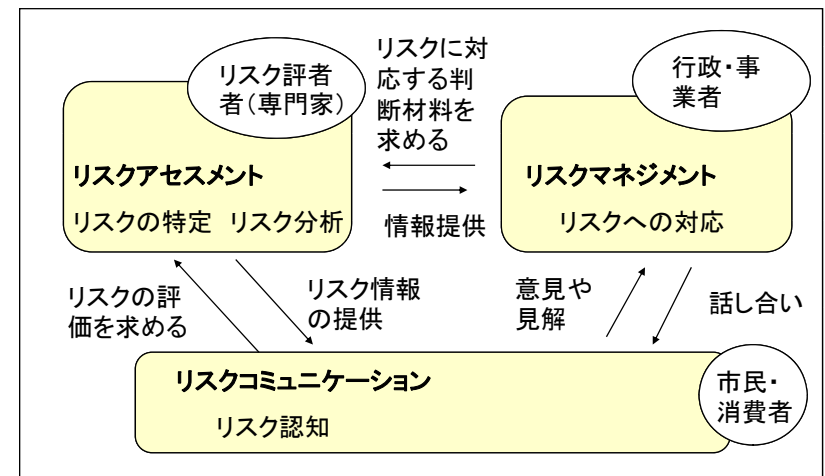 リスク評者
者（専門家）
リスクに対
応する判
断材料を
求める
行政・事
業者
リスクアセスメント
リスクの特定 リスク分析
情報提供
リスクマネジメント
リスクへの対応
リスクの評
価を求める
リスク情報
の提供
意見や
見解
話し合い
リスクコミュニケーション
リスク認知
市民・
消費者